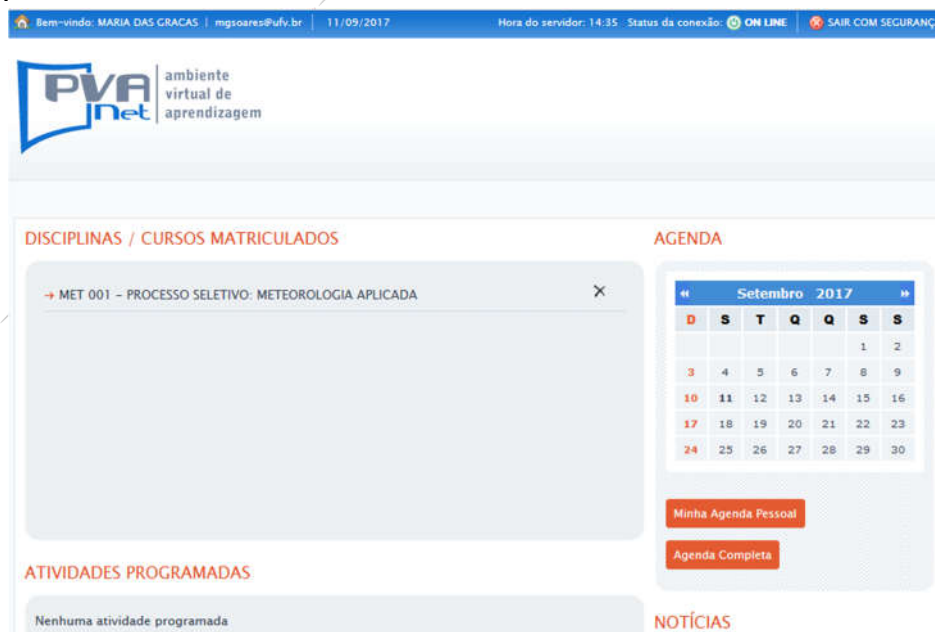 Bem-vindo: MARIA DAS GRACAS | mgsoares@ufv.br | 11/09/2017 Hora do servidor: 14:35 Status da conexão: ON LINE SAIR COM SEGURANÇ
PVA Net
ambiente
virtual de
aprendizagem
DISCIPLINAS / CURSOS MATRICULADOS
→ MET 001 - PROCESSO SELETIVO: METEOROLOGIA APLICADA
ATIVIDADES PROGRAMADAS
Nenhuma atividade programada
AGENDA
Setembro 2017
D S T Q Q S S
1 2
3 4 5 6 7 8 9
10 11 12 13 14 15 16
17 18 19 20 21 22 23
24 25 26 27 28 29 30
Minha Agenda Pessoal
Agenda Completa
NOTÍCIAS